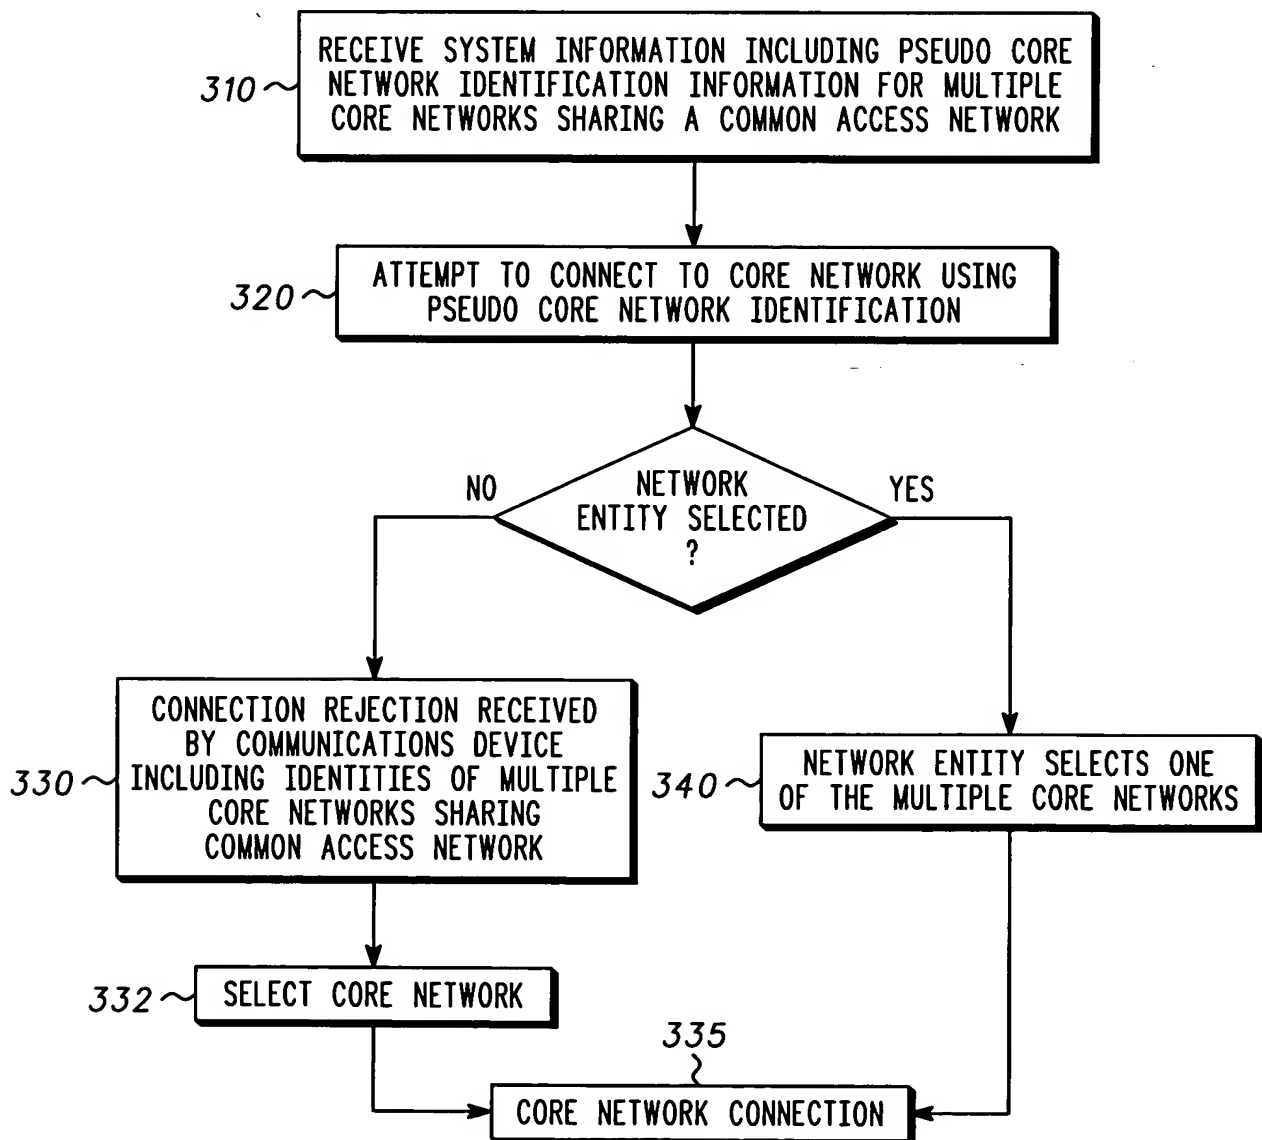 RECEIVE SYSTEM INFORMATION INCLUDING PSEUDO CORE
NETWORK IDENTIFICATION INFORMATION FOR MULTIPLE
CORE NETWORKS SHARING A COMMON ACCESS NETWORK
310
ATTEMPT TO CONNECT TO CORE NETWORK USING
PSEUDO CORE NETWORK IDENTIFICATION
320
NETWORK
ENTITY SELECTED
?
NO
YES
CONNECTION REJECTION RECEIVED
BY COMMUNICATIONS DEVICE
INCLUDING IDENTITIES OF MULTIPLE
CORE NETWORKS SHARING
COMMON ACCESS NETWORK
330
NETWORK ENTITY SELECTS ONE
OF THE MULTIPLE CORE NETWORKS
340
SELECT CORE NETWORK
332
335
CORE NETWORK CONNECTION